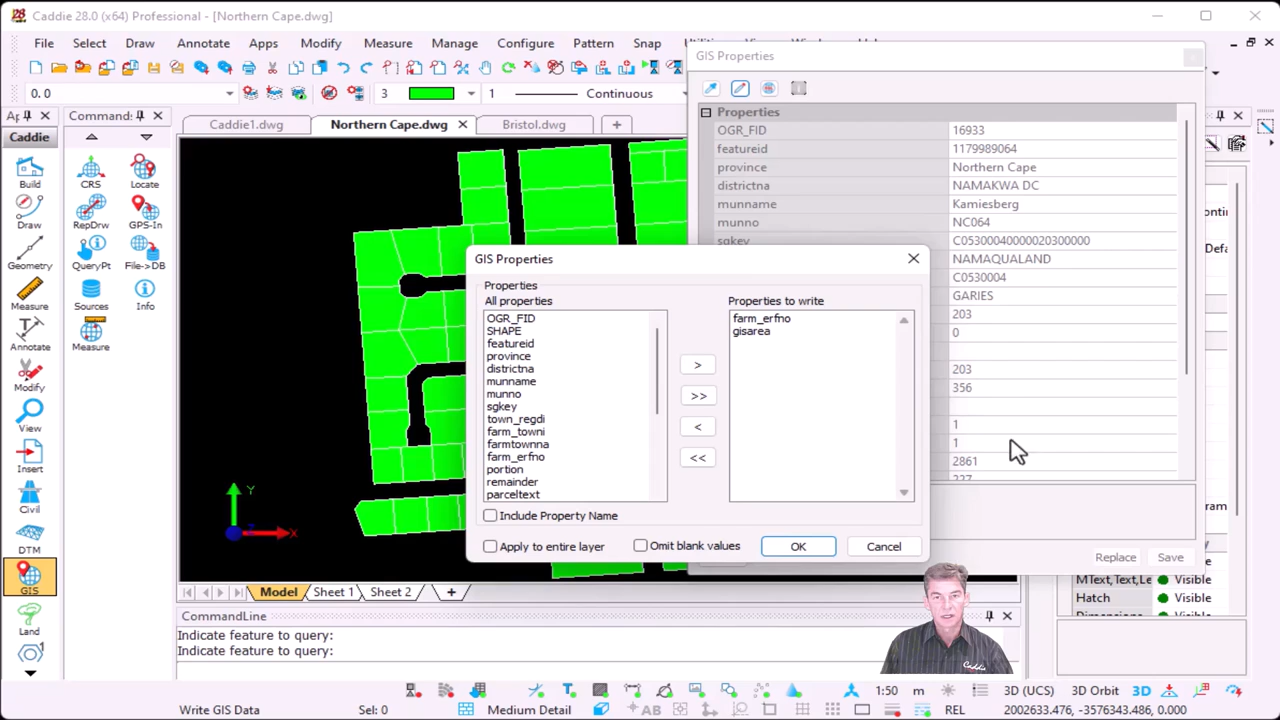 Caddie 28.0 (x64) Professional - [Northern Cape.dwg]
File Select Draw Annotate Apps Modify Measure Manage Configure Pattern Snap
GIS Properties
0. 0
3
1
Continuous
Caddie1.dwg
Northern Cape.dwg
Bristol.dwg
Caddie
Build
Draw
Geometry
Measure
Annotate
Modify
View
Insert
Civil
DTM
GIS
Land
Command:
CRS
Locate
RepDrw
GPS-In
QueryPt
File->DB
Sources
Info
Measure
Properties
OGR_FID 16933
featureid 1179989064
province Northern Cape
districtna NAMAKWA DC
munname Kamiesberg
munno NC064
sgkey C05300040000020300000
NAMAQUALAND
C0530004
GARIES
203
0
203
356
1
1
2861
227
Replace
Save
GIS Properties
Properties
All properties
OGR_FID
SHAPE
featureid
province
districtna
munname
munno
sgkey
town_regdi
farm_towni
farmtownna
farm_erfno
portion
remainder
parceltext
>
>>
<
<<
Properties to write
farm_erfno
gisarea
Include Property Name
Apply to entire layer
Omit blank values
OK
Cancel
MText,Text,Le Visible
Hatch Visible
Visible
Y
X
Model
Sheet 1
Sheet 2
CommandLine
Indicate feature to query:
Indicate feature to query:
Caddie
1:50 m
3D (UCS)
3D Orbit
3D
Write GIS Data
Sel: 0
Medium Detail
AB
REL
2002633.476, -3576343.486, 0.000